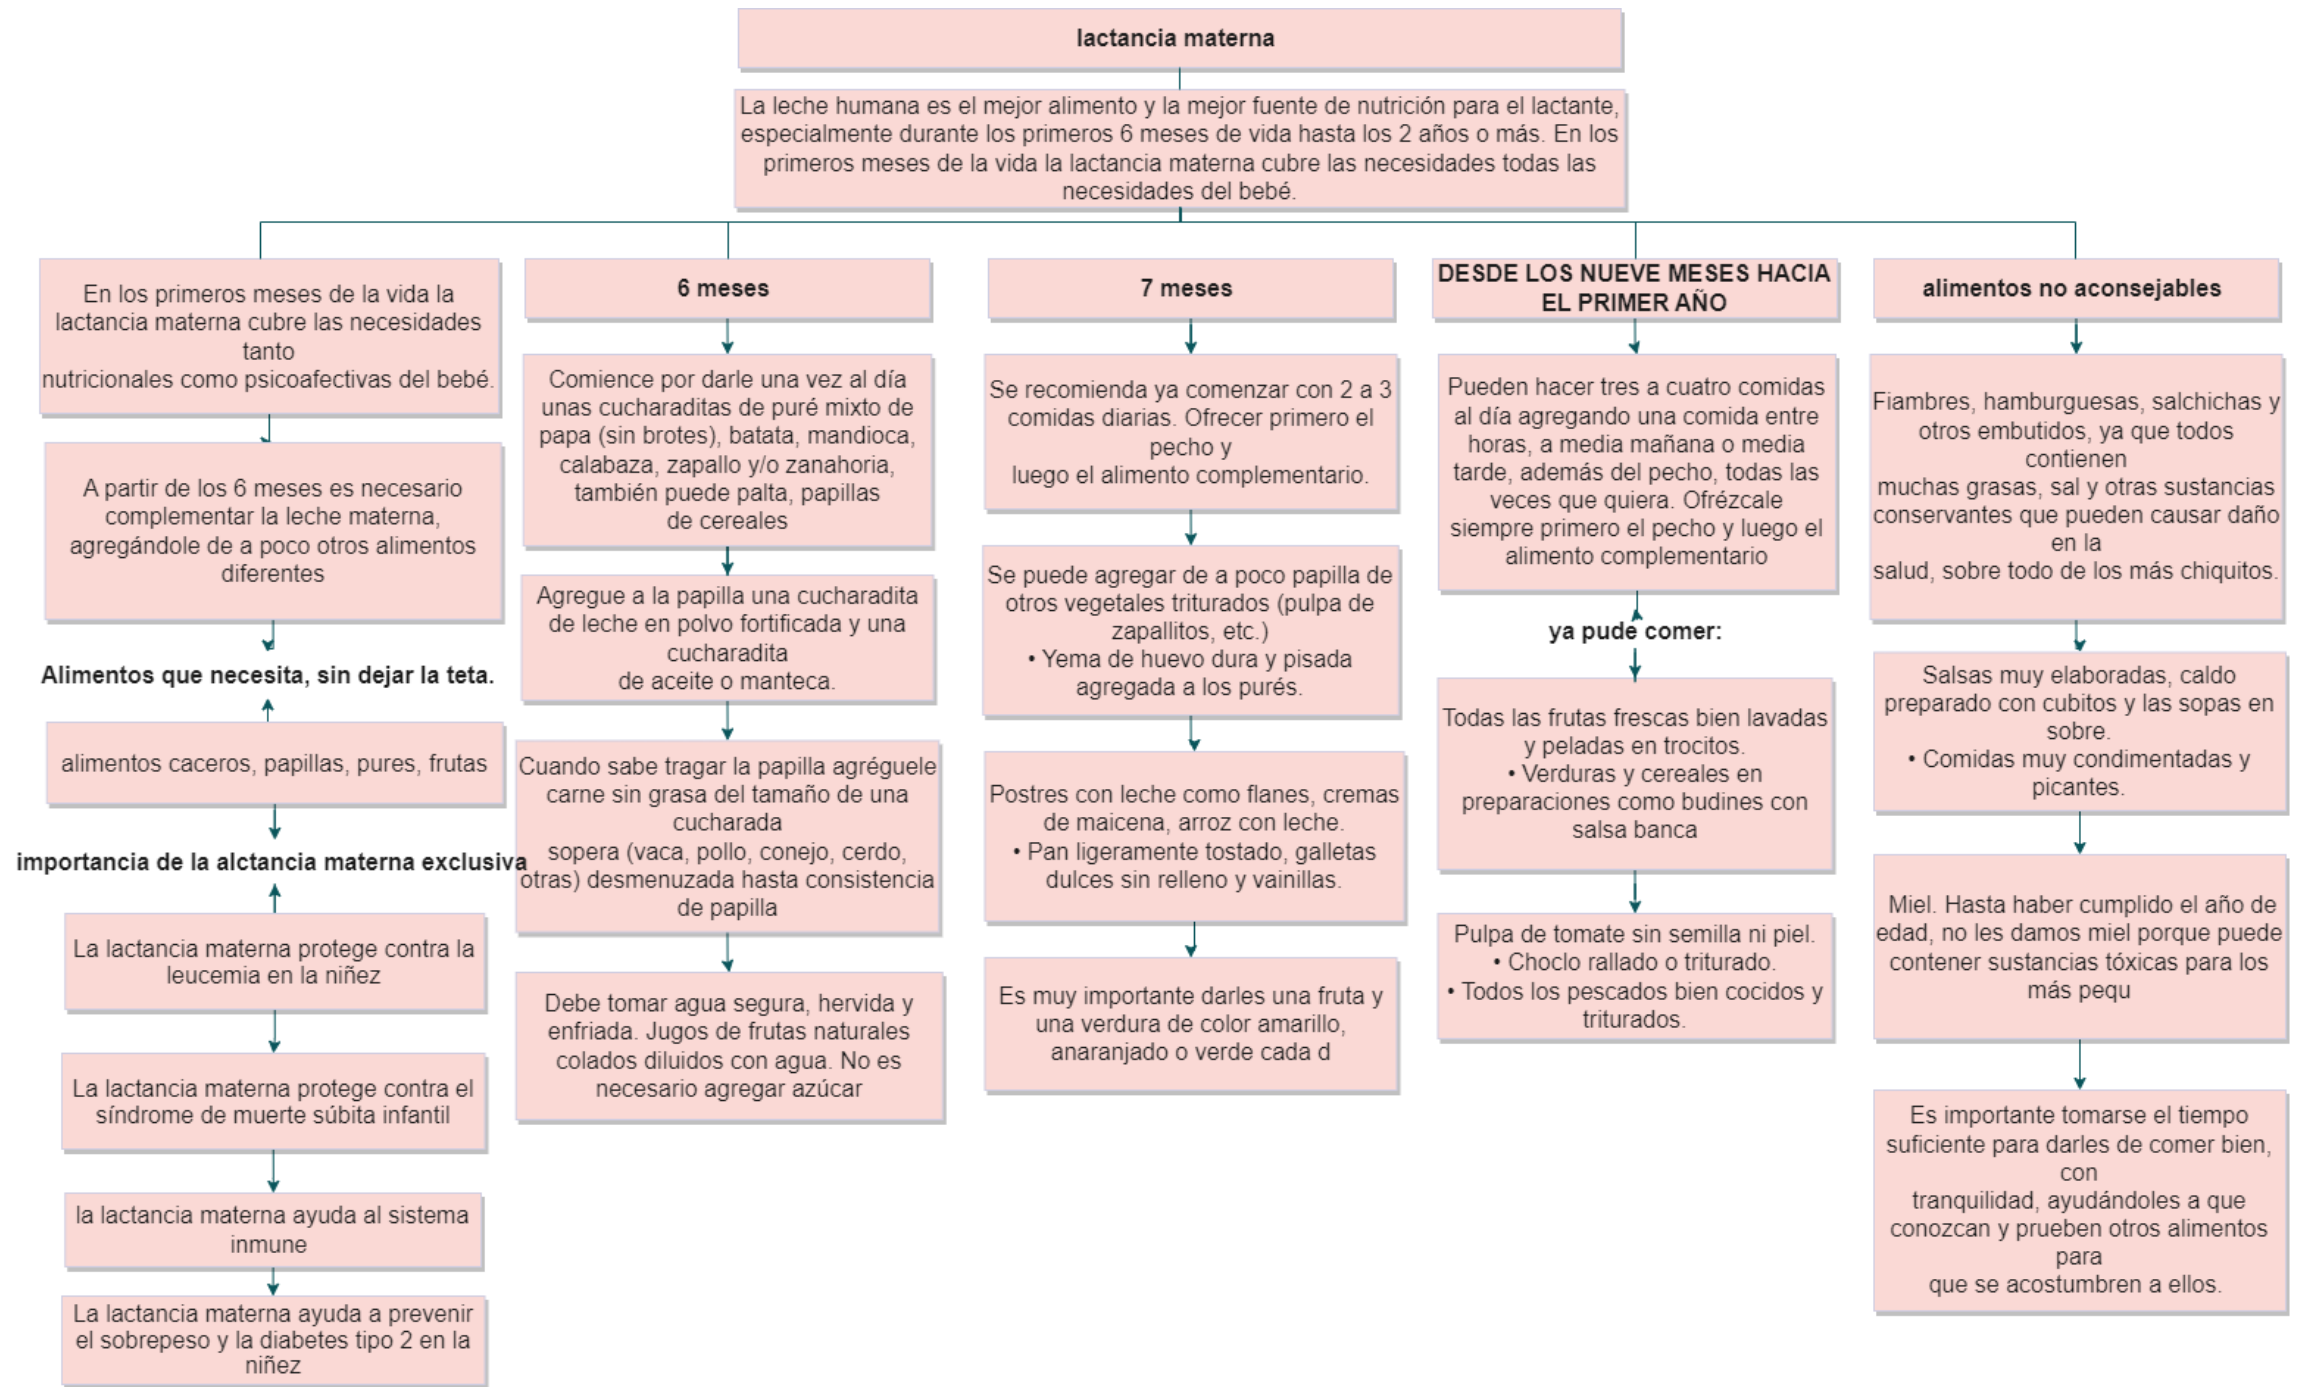 lactancia materna
La leche humana es el mejor alimento y la mejor fuente de nutrición para el lactante,
especialmente durante los primeros 6 meses de vida hasta los 2 años o más. En los
primeros meses de la vida la lactancia materna cubre las necesidades todas las
necesidades del bebé.
En los primeros meses de la vida la
lactancia materna cubre las necesidades
tanto
nutricionales como psicoafectivas del bebé.
A partir de los 6 meses es necesario
complementar la leche materna,
agregándole de a poco otros alimentos
diferentes
Alimentos que necesita, sin dejar la teta.
alimentos caceros, papillas, pures, frutas
importancia de la alctancia materna exclusiva
La lactancia materna protege contra la
leucemia en la niñez
La lactancia materna protege contra el
síndrome de muerte súbita infantil
la lactancia materna ayuda al sistema
inmune
La lactancia materna ayuda a prevenir
el sobrepeso y la diabetes tipo 2 en la
niñez
6 meses
Comience por darle una vez al día
unas cucharaditas de puré mixto de
papa (sin brotes), batata, mandioca,
calabaza, zapallo y/o zanahoria,
también puede palta, papillas
de cereales
Agregue a la papilla una cucharadita
de leche en polvo fortificada y una
cucharadita
de aceite o manteca.
Cuando sabe tragar la papilla agréguele
carne sin grasa del tamaño de una
cucharada
sopera (vaca, pollo, conejo, cerdo,
otras) desmenuzada hasta consistencia
de papilla
Debe tomar agua segura, hervida y
enfriada. Jugos de frutas naturales
colados diluidos con agua. No es
necesario agregar azúcar
7 meses
Se recomienda ya comenzar con 2 a 3
comidas diarias. Ofrecer primero el
pecho y
luego el alimento complementario.
Se puede agregar de a poco papilla de
otros vegetales triturados (pulpa de
zapallitos, etc.)
• Yema de huevo dura y pisada
agregada a los purés.
Postres con leche como flanes, cremas
de maicena, arroz con leche.
• Pan ligeramente tostado, galletas
dulces sin relleno y vainillas.
Es muy importante darles una fruta y
una verdura de color amarillo,
anaranjado o verde cada d
DESDE LOS NUEVE MESES HACIA
EL PRIMER AÑO
Pueden hacer tres a cuatro comidas
al día agregando una comida entre
horas, a media mañana o media
tarde, además del pecho, todas las
veces que quiera. Ofrézcale
siempre primero el pecho y luego el
alimento complementario
ya pude comer:
Todas las frutas frescas bien lavadas
y peladas en trocitos.
• Verduras y cereales en
preparaciones como budines con
salsa banca
Pulpa de tomate sin semilla ni piel.
• Choclo rallado o triturado.
• Todos los pescados bien cocidos y
triturados.
alimentos no aconsejables
Fiambres, hamburguesas, salchichas y
otros embutidos, ya que todos
contienen
muchas grasas, sal y otras sustancias
conservantes que pueden causar daño
en la
salud, sobre todo de los más chiquitos.
Salsas muy elaboradas, caldo
preparado con cubitos y las sopas en
sobre.
• Comidas muy condimentadas y
picantes.
Miel. Hasta haber cumplido el año de
edad, no les damos miel porque puede
contener sustancias tóxicas para los
más pequ
Es importante tomarse el tiempo
suficiente para darles de comer bien,
con
tranquilidad, ayudándoles a que
conozcan y prueben otros alimentos
para
que se acostumbren a ellos.